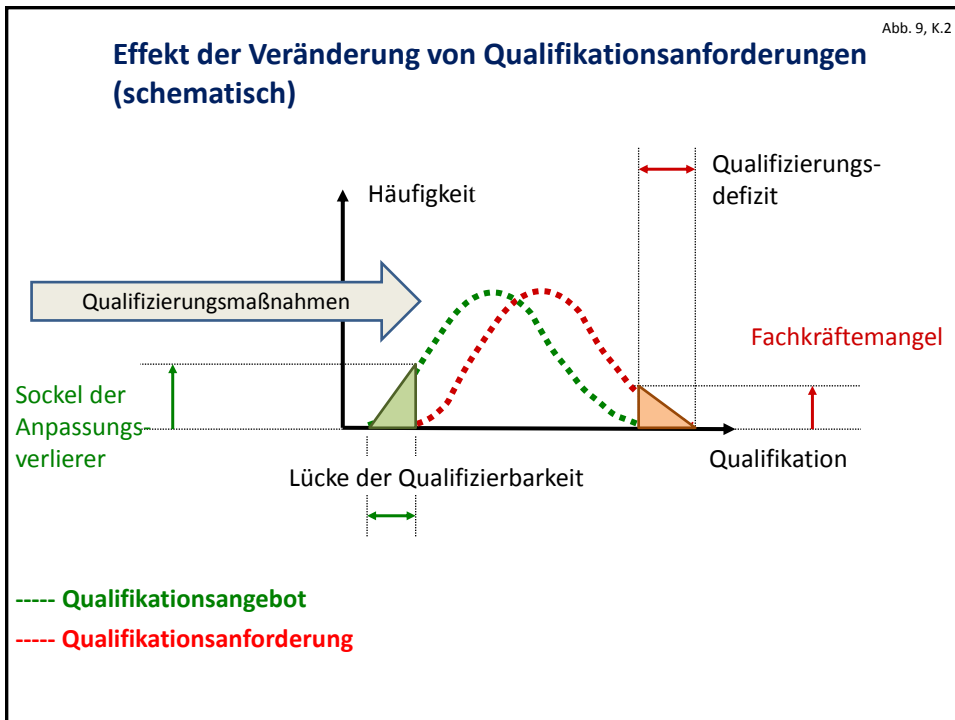 Abb. 9, K.2
Effekt der Veränderung von Qualifikationsanforderungen
(schematisch)
Qualifizierungs-
defizit
Häufigkeit
Qualifizierungsmaßnahmen
Fachkräftemangel
Sockel der
Anpassungs-
verlierer
Qualifikation
Lücke der Qualifizierbarkeit
----- Qualifikationsangebot
----- Qualifikationsanforderung